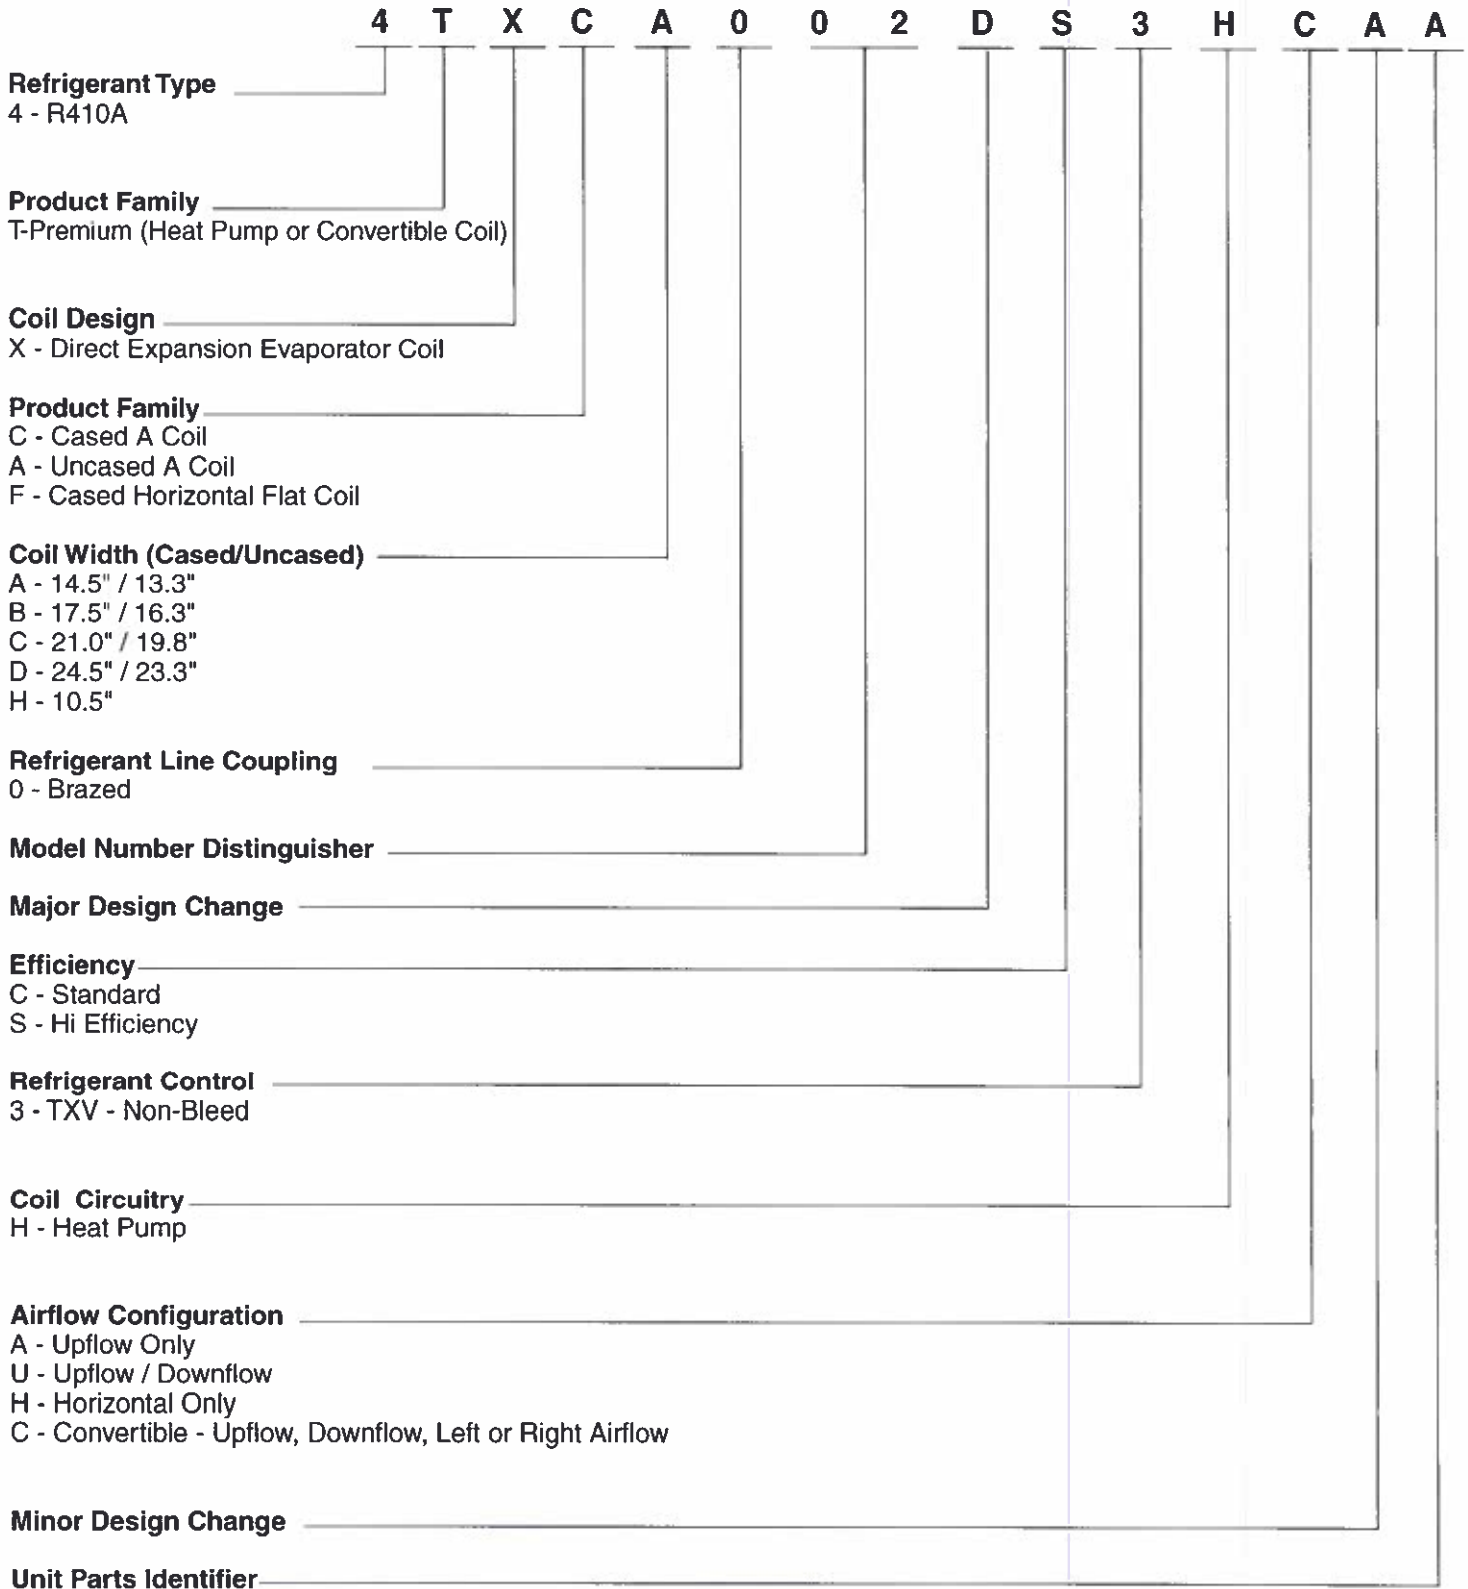 4 T X C A 0 0 2 D S 3 H C A A
Refrigerant Type
4 - R410A
Product Family
T-Premium (Heat Pump or Convertible Coil)
Coil Design
X - Direct Expansion Evaporator Coil
Product Family
C - Cased A Coil
A - Uncased A Coil
F - Cased Horizontal Flat Coil
Coil Width (Cased/Uncased)
A - 14.5" / 13.3"
B - 17.5" / 16.3"
C - 21.0" / 19.8"
D - 24.5" / 23.3"
H - 10.5"
Refrigerant Line Coupling
0 - Brazed
Model Number Distinguisher
Major Design Change
Efficiency
C - Standard
S - Hi Efficiency
Refrigerant Control
3 - TXV - Non-Bleed
Coil Circuitry
H - Heat Pump
Airflow Configuration
A - Upflow Only
U - Upflow / Downflow
H - Horizontal Only
C - Convertible - Upflow, Downflow, Left or Right Airflow
Minor Design Change
Unit Parts Identifier